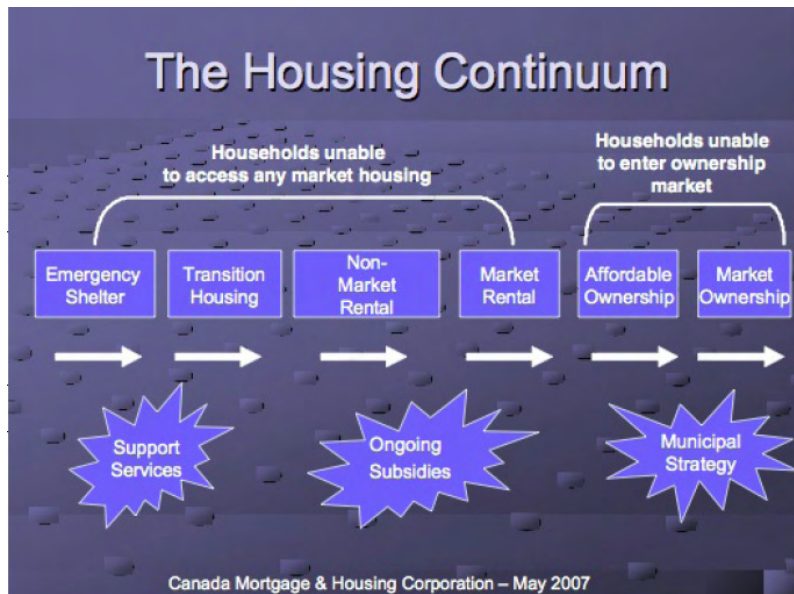 The Housing Continuum
Households unable
to access any market housing
Households unable
to enter ownership
market
Emergency
Shelter
Transition
Housing
Non-
Market
Rental
Market
Rental
Affordable
Ownership
Market
Ownership
Support
Services
Ongoing
Subsidies
Municipal
Strategy
Canada Mortgage & Housing Corporation – May 2007